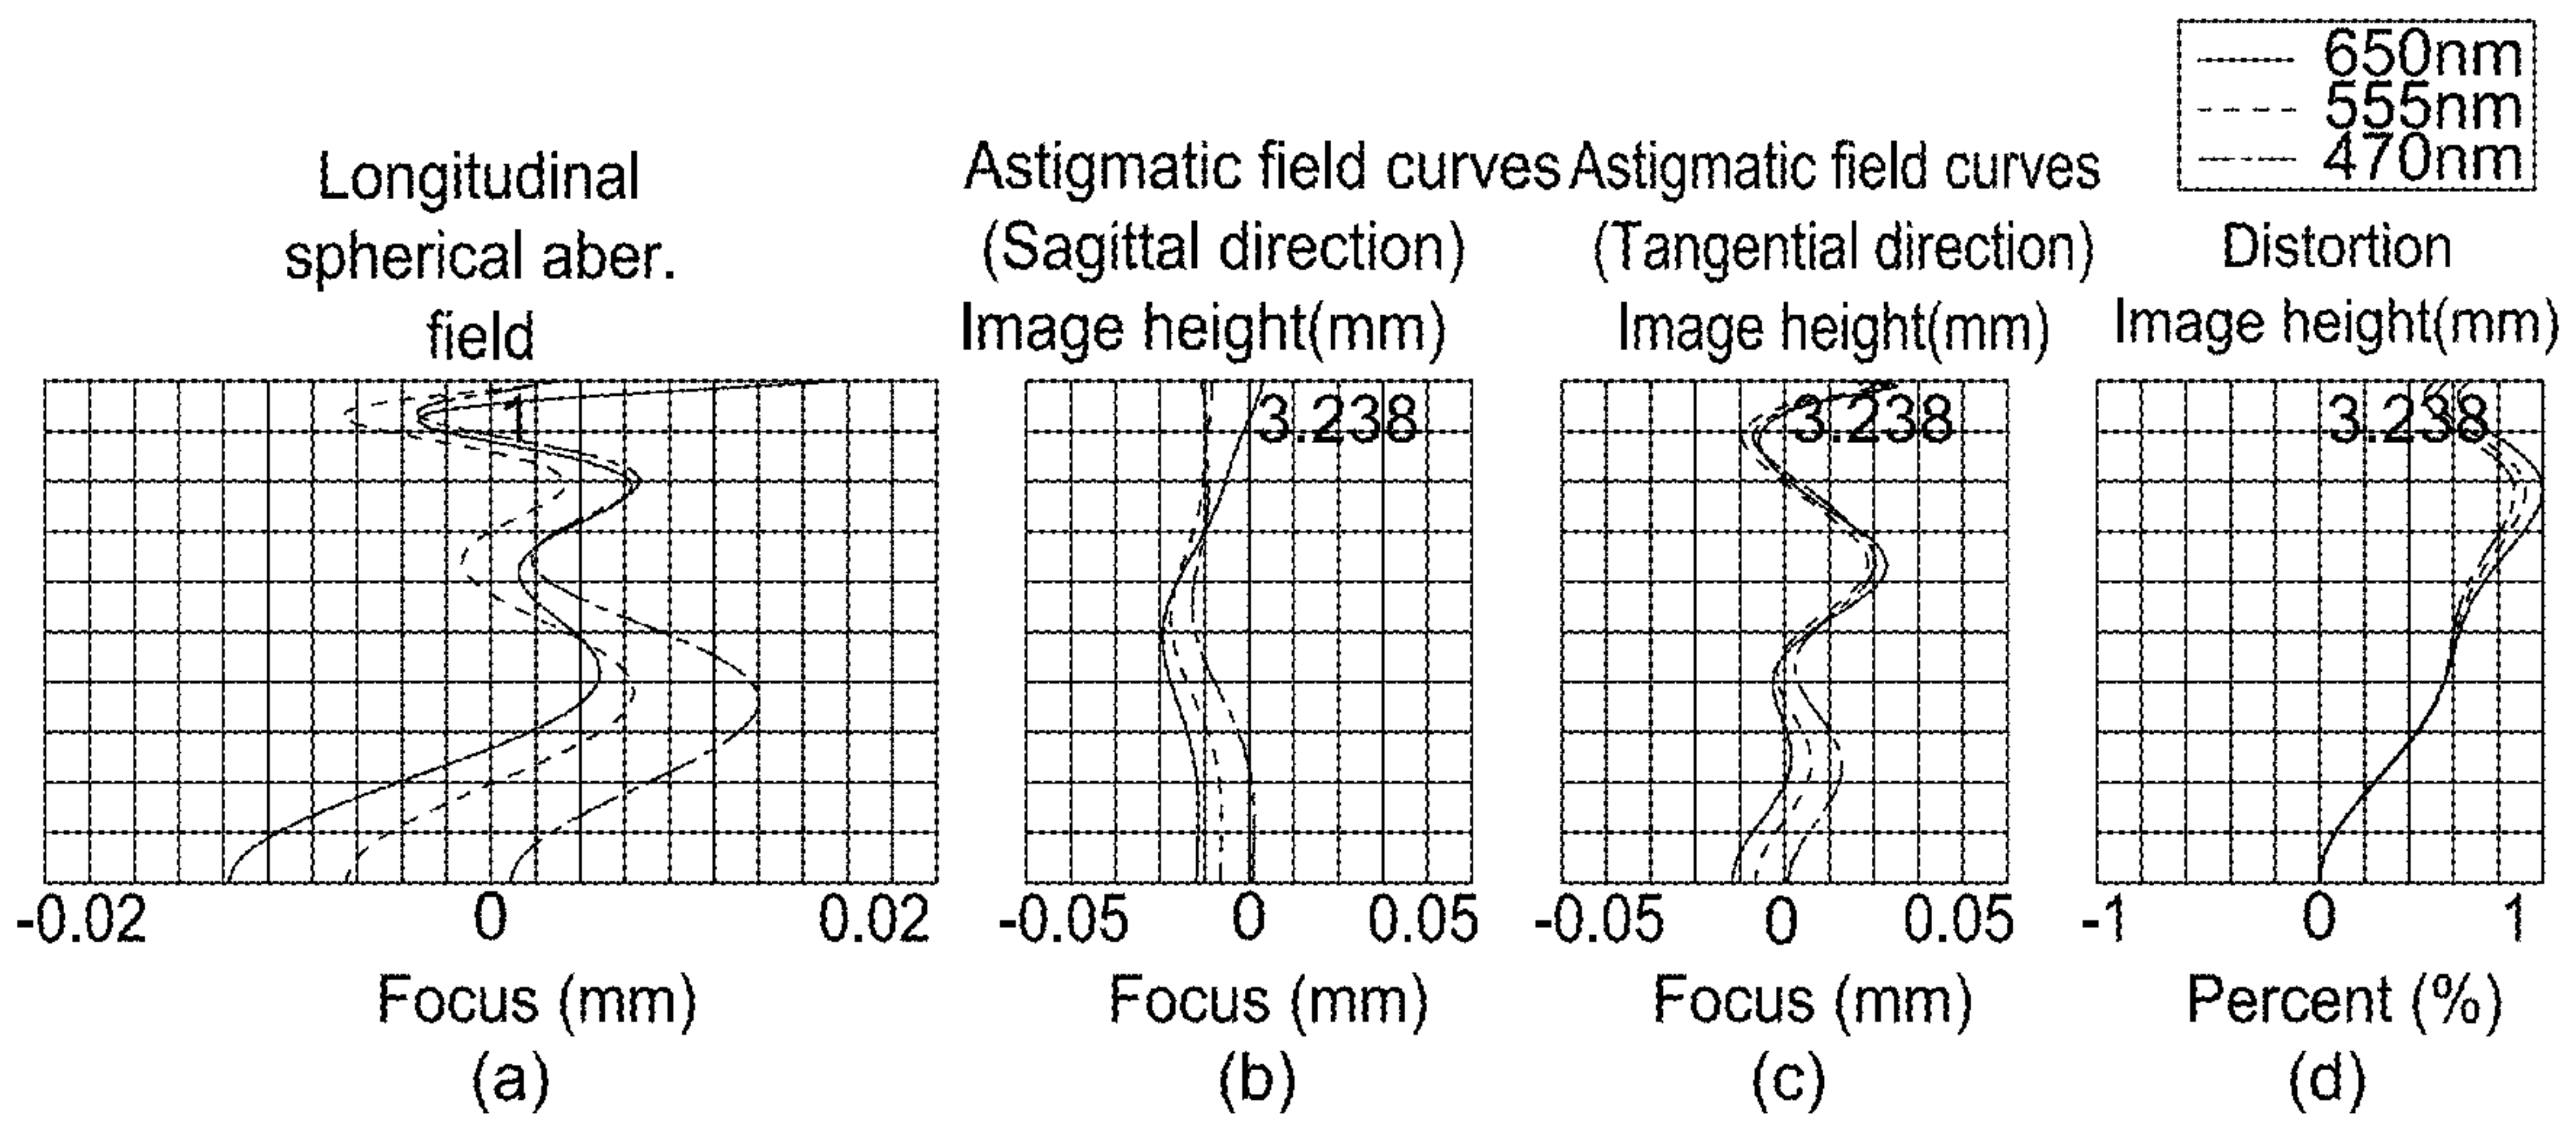 650nm
555nm
470nm
Longitudinal
spherical aber.
field
1
-0.02 0 0.02
Focus (mm)
(a)
Astigmatic field curves
(Sagittal direction)
Image height(mm)
3.238
-0.05 0 0.05
Focus (mm)
(b)
Astigmatic field curves
(Tangential direction)
Image height(mm)
3.238
-0.05 0 0.05
Focus (mm)
(c)
Distortion
Image height(mm)
3.238
-1 0 1
Percent (%)
(d)